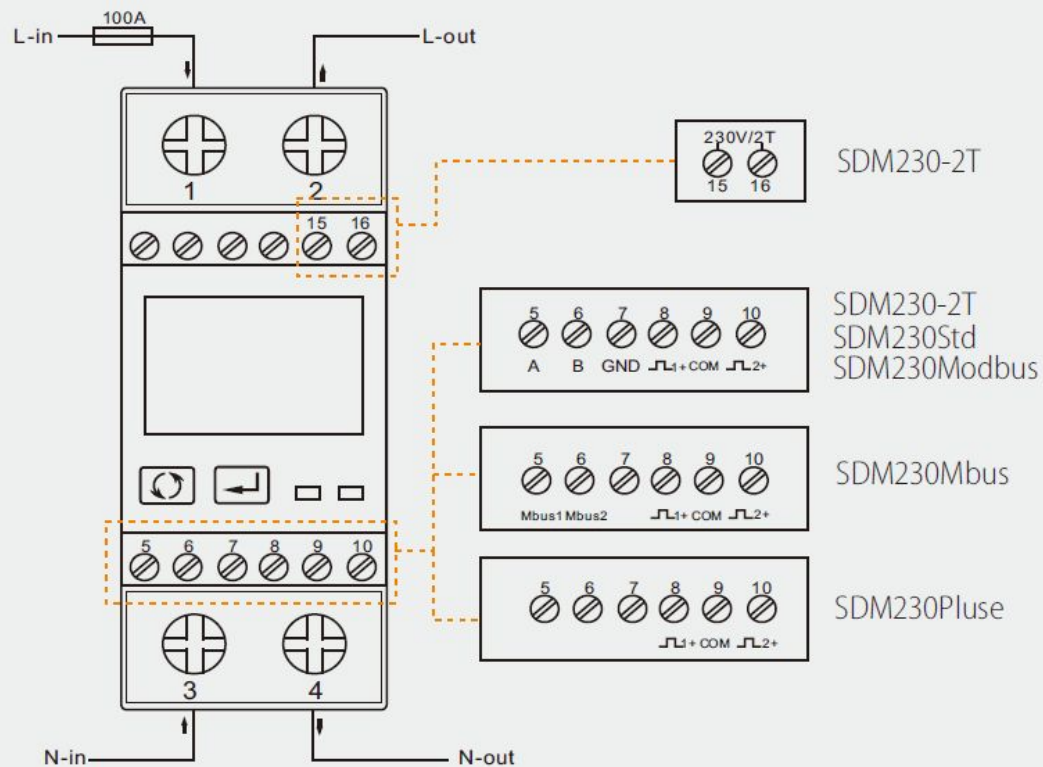 100A
L-in
L-out
1 2
15 16
230V/2T
15 16
SDM230-2T
5 6 7 8 9 10
A B GND 1+ COM 2+
SDM230-2T
SDM230Std
SDM230Modbus
5 6 7 8 9 10
Mbus1 Mbus2 1+ COM 2+
SDM230Mbus
5 6 7 8 9 10
5 6 7 8 9 10
1+ COM 2+
SDM230Pluse
3 4
N-in
N-out